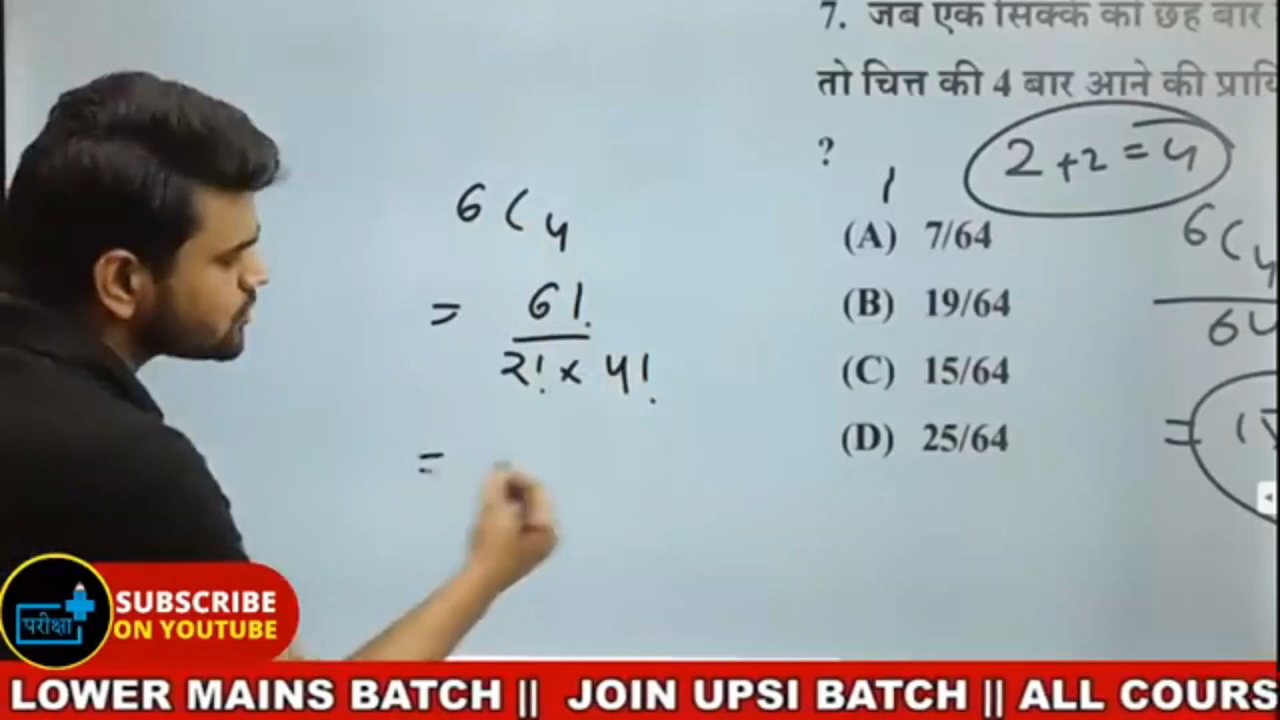 7. जब एक सिक्के को छह बार
तो चित्त की 4 बार आने की
?
2+2=4
(A) 7/64
(B) 19/64
(C) 15/64
(D) 25/64
6C4
= 6!
2! × 4!
=
6C4
64
=
परीक्षा
SUBSCRIBE
ON YOUTUBE
LOWER MAINS BATCH || JOIN UPSI BATCH || ALL COURS